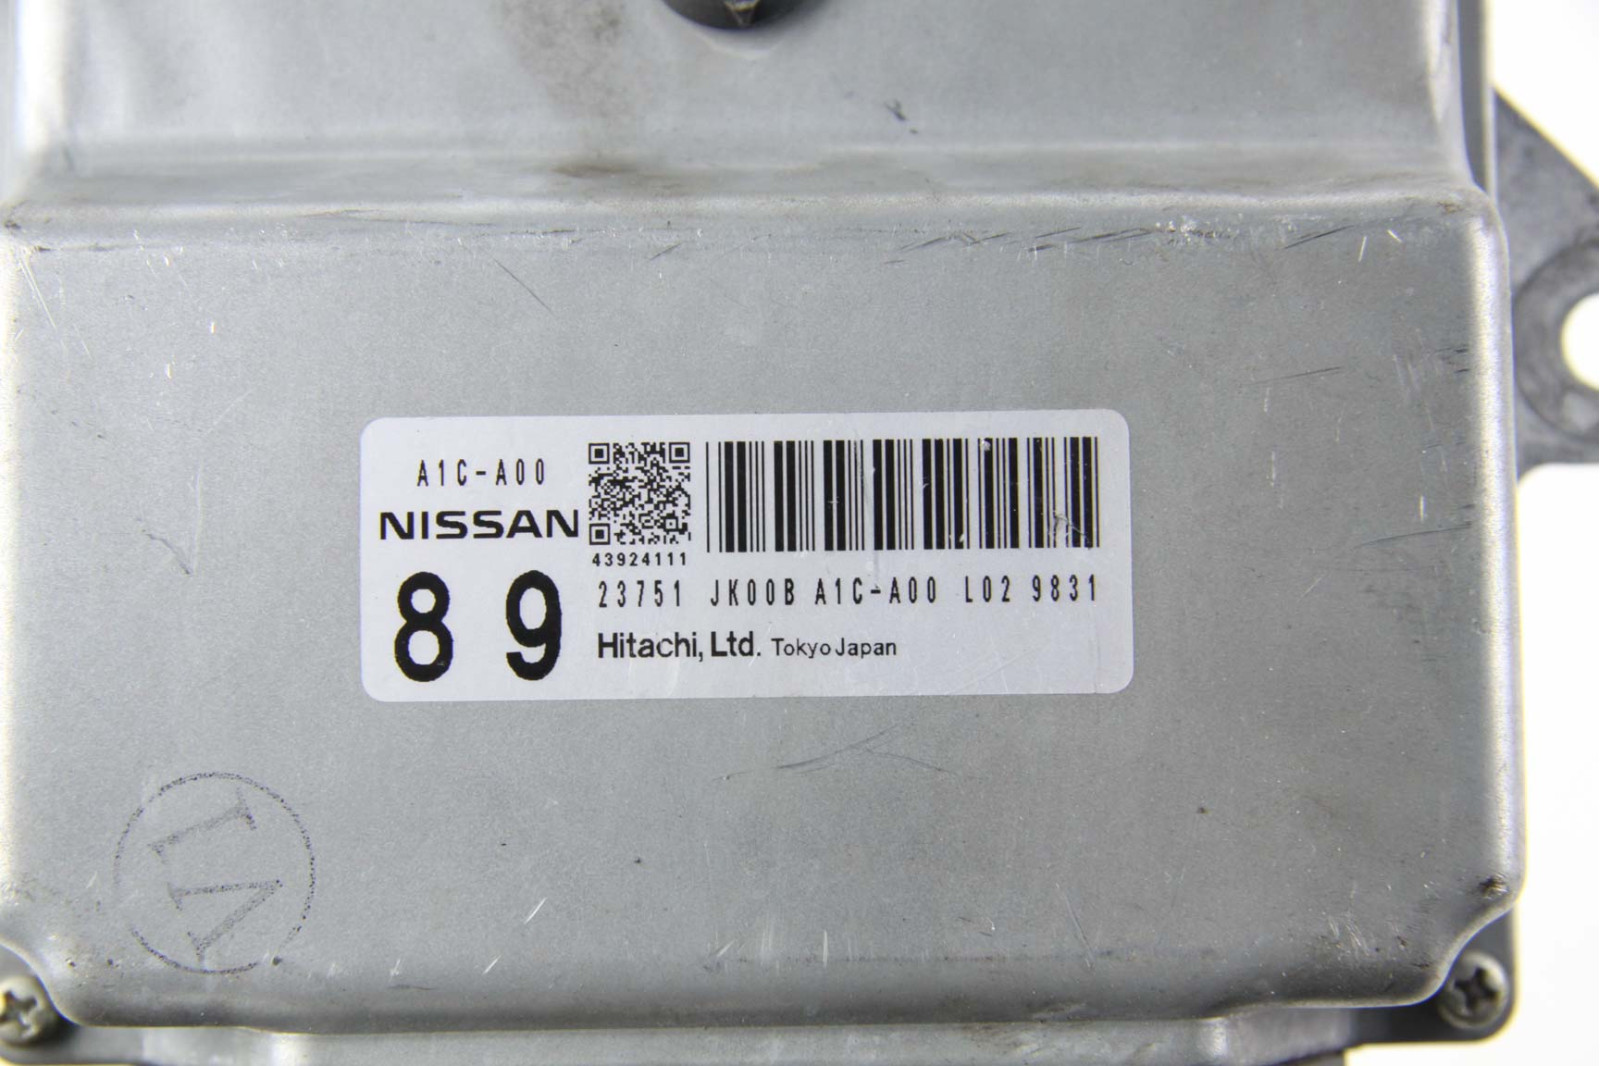 A1C-A00
NISSAN
43924111
8 9
23751 JK00B A1C-A00 L02 9831
Hitachi, Ltd. Tokyo Japan